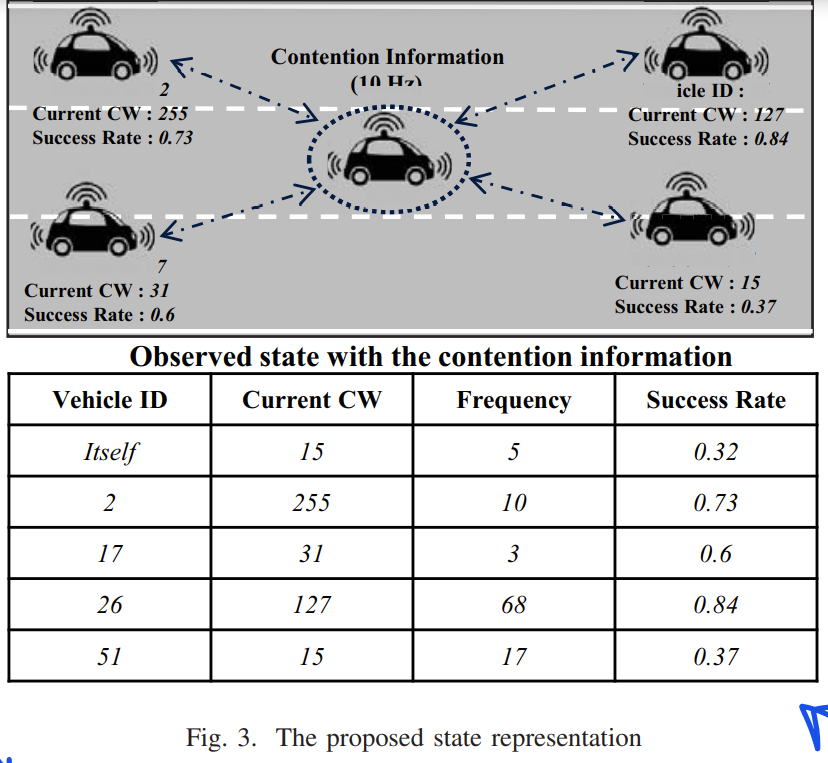 Contention Information
(10 Hz)
2
Current CW : 255
Success Rate : 0.73
icle ID :
Current CW : 127
Success Rate : 0.84
7
Current CW : 31
Success Rate : 0.6
Current CW : 15
Success Rate : 0.37
Observed state with the contention information
Vehicle ID Current CW Frequency Success Rate
Itself 15 5 0.32
2 255 10 0.73
17 31 3 0.6
26 127 68 0.84
51 15 17 0.37
Fig. 3. The proposed state representation